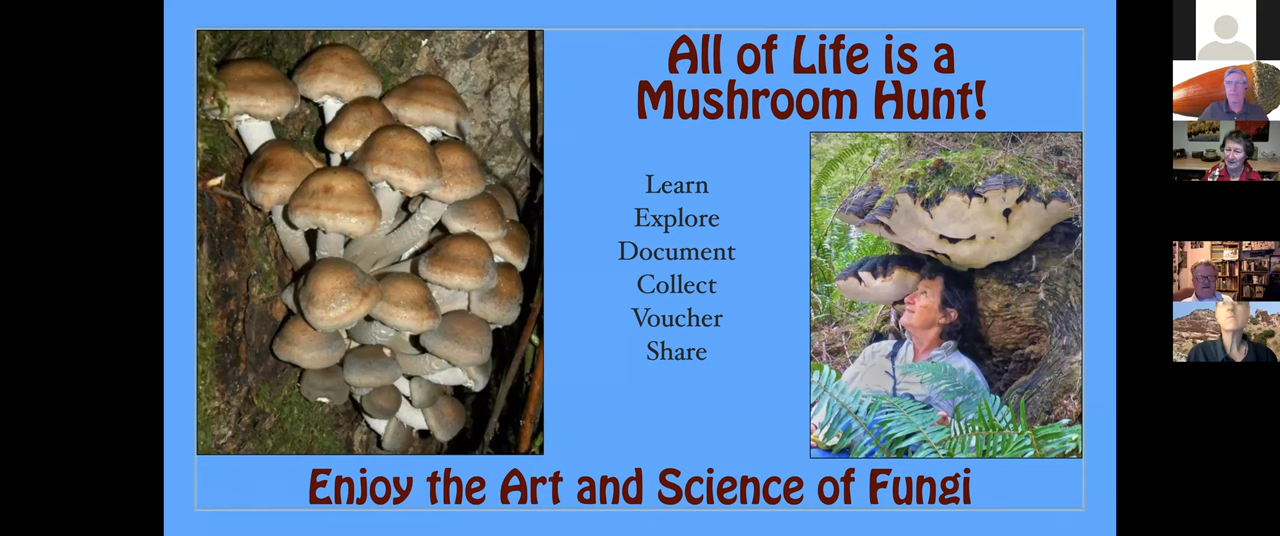 All of Life is a
Mushroom Hunt!
Learn
Explore
Document
Collect
Voucher
Share
Enjoy the Art and Science of Fungi